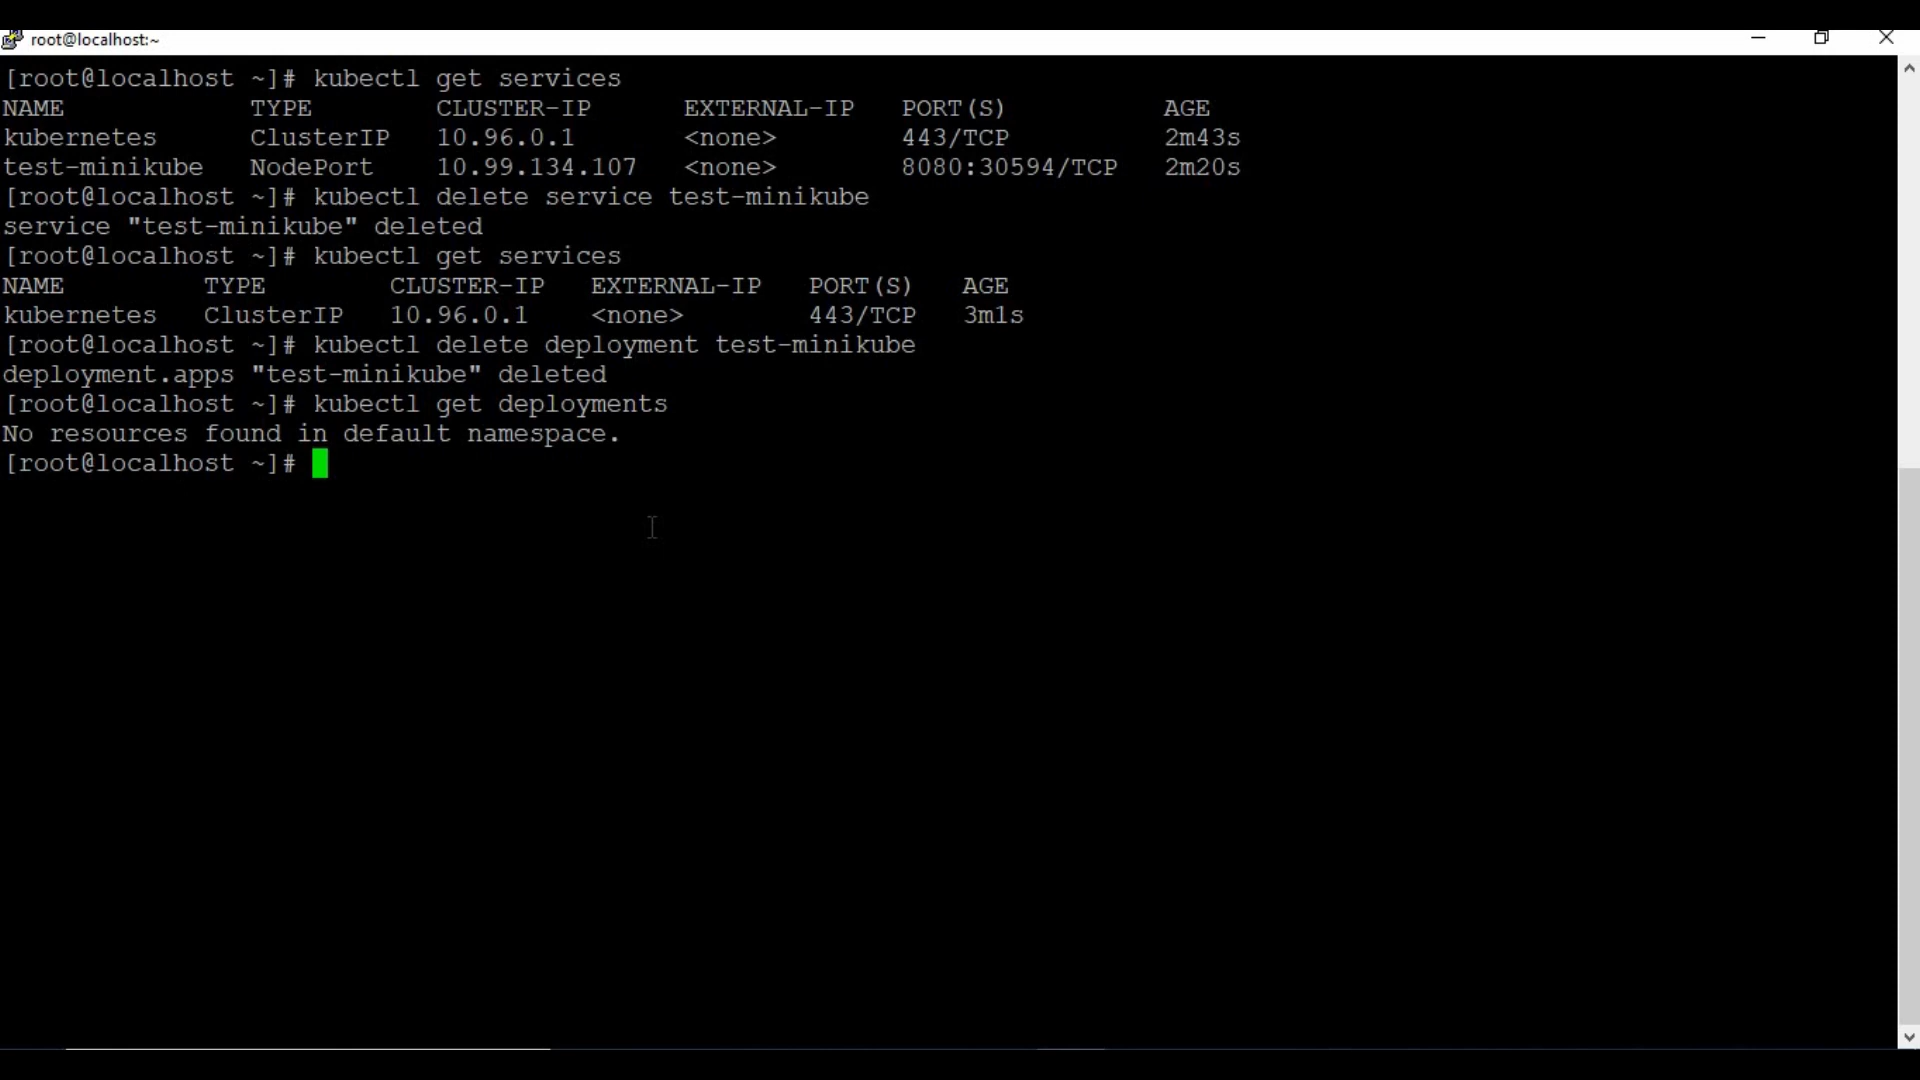 root@localhost:~
[root@localhost ~]# kubectl get services
NAME TYPE CLUSTER-IP EXTERNAL-IP PORT(S) AGE
kubernetes ClusterIP 10.96.0.1 <none> 443/TCP 2m43s
test-minikube NodePort 10.99.134.107 <none> 8080:30594/TCP 2m20s
[root@localhost ~]# kubectl delete service test-minikube
service "test-minikube" deleted
[root@localhost ~]# kubectl get services
NAME TYPE CLUSTER-IP EXTERNAL-IP PORT(S) AGE
kubernetes ClusterIP 10.96.0.1 <none> 443/TCP 3m1s
[root@localhost ~]# kubectl delete deployment test-minikube
deployment.apps "test-minikube" deleted
[root@localhost ~]# kubectl get deployments
No resources found in default namespace.
[root@localhost ~]#